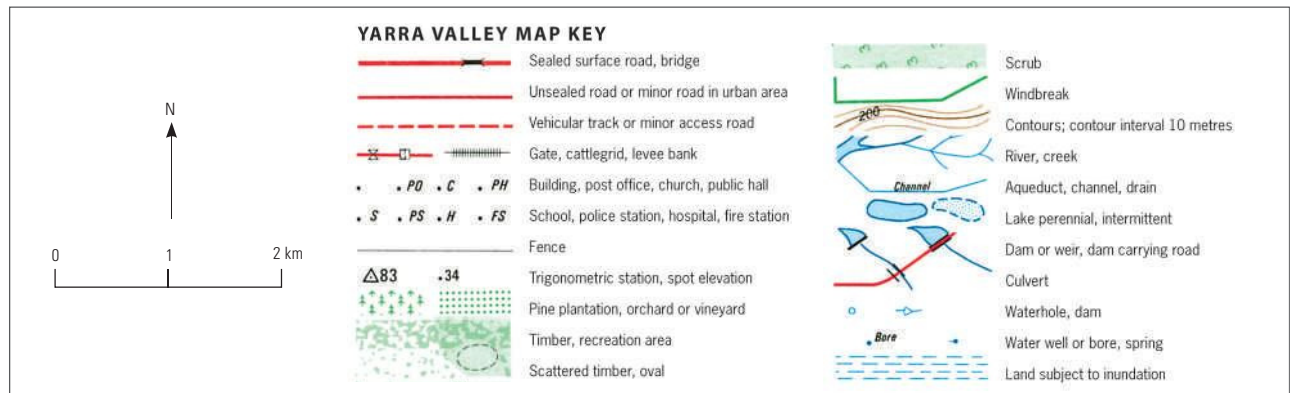 YARRA VALLEY MAP KEY
N
0 1 2 km
Sealed surface road, bridge
Unsealed road or minor road in urban area
Vehicular track or minor access road
Gate, cattlegrid, levee bank
PO C PH Building, post office, church, public hall
S PS H FS School, police station, hospital, fire station
Fence
83 .34 Trigonometric station, spot elevation
Pine plantation, orchard or vineyard
Timber, recreation area
Scattered timber, oval
Scrub
Windbreak
200 Contours; contour interval 10 metres
River, creek
Channel Aqueduct, channel, drain
Lake perennial, intermittent
Dam or weir, dam carrying road
Culvert
Waterhole, dam
Bore Water well or bore, spring
Land subject to inundation